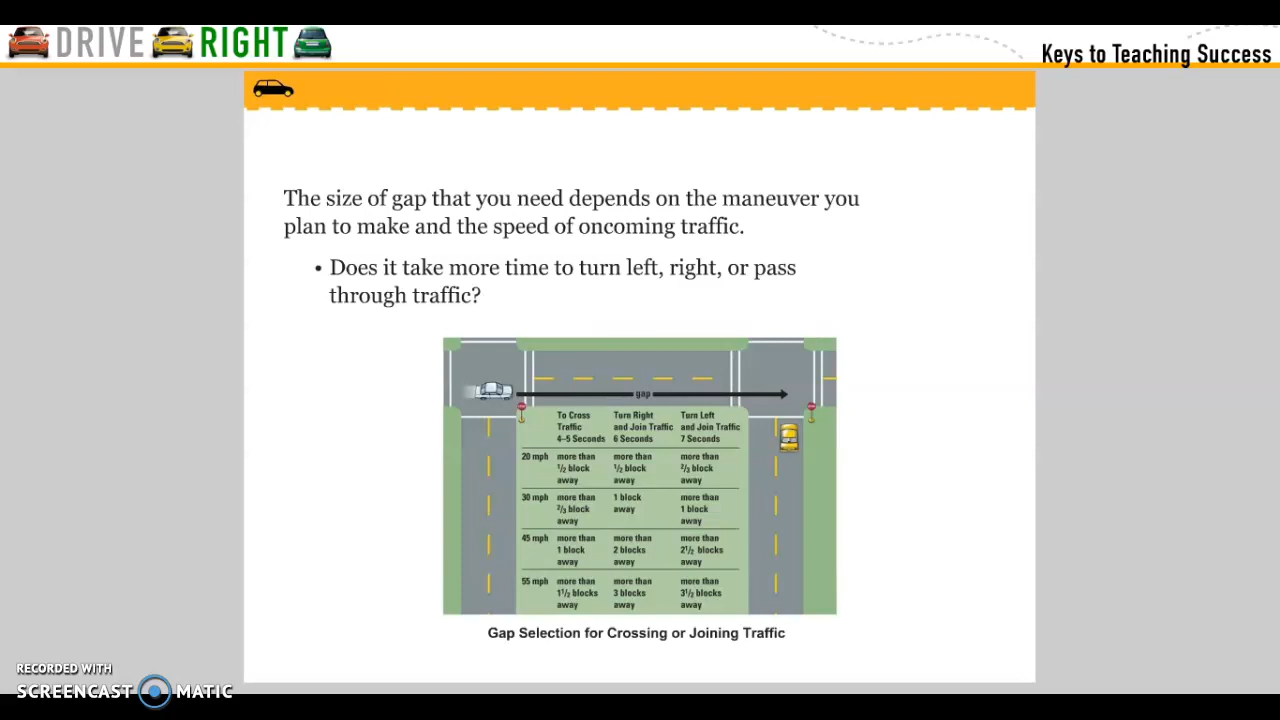 DRIVE RIGHT
Keys to Teaching Success
The size of gap that you need depends on the maneuver you
plan to make and the speed of oncoming traffic.
• Does it take more time to turn left, right, or pass
through traffic?
gap
To Cross Traffic 4–5 Seconds
Turn Right and Join Traffic 6 Seconds
Turn Left and Join Traffic 7 Seconds
20 mph more than 1/2 block away more than 1/2 block away more than 2/3 block away
30 mph more than 2/3 block away 1 block away more than 1 block away
45 mph more than 1 block away more than 2 blocks away more than 2 1/2 blocks away
55 mph more than 1 1/2 blocks away more than 3 blocks away more than 3 1/2 blocks away
Gap Selection for Crossing or Joining Traffic
RECORDED WITH
SCREENCAST MATIC